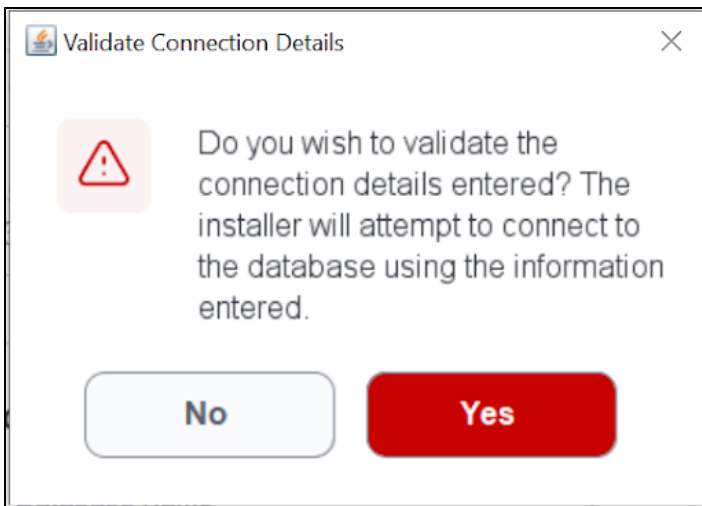 Validate Connection Details
Do you wish to validate the
connection details entered? The
installer will attempt to connect to
the database using the information
entered.
No
Yes